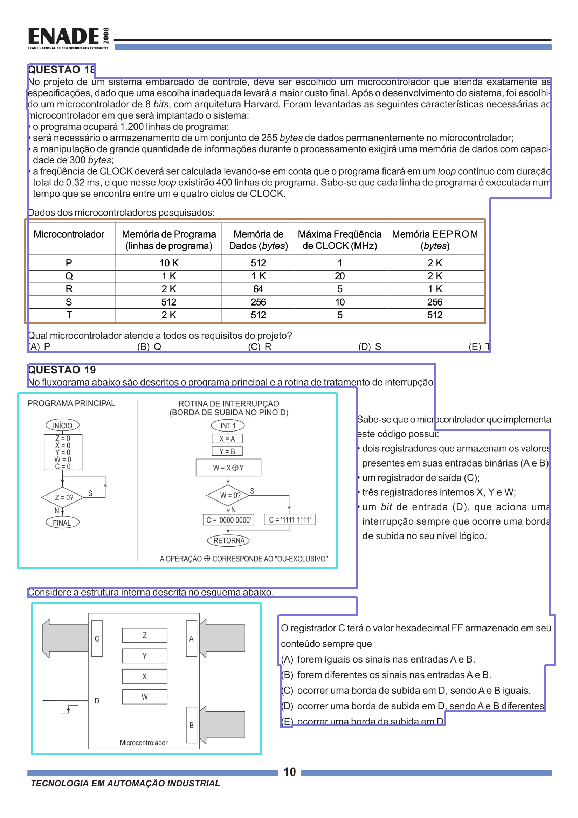 ENADE 2008
EXAME NACIONAL DE DESEMPENHO DOS ESTUDANTES
QUESTÃO 18
No projeto de um sistema embarcado de controle, deve ser escolhido um microcontrolador que atenda exatamente às
especificações, dado que uma escolha inadequada levará a maior custo final. Após o desenvolvimento do sistema, foi escolhi-
do um microcontrolador de 8 bits, com arquitetura Harvard. Foram levantadas as seguintes características necessárias ao
microcontrolador em que será implantado o sistema:
• o programa ocupará 1.200 linhas de programa;
• será necessário o armazenamento de um conjunto de 255 bytes de dados permanentemente no microcontrolador;
• a manipulação de grande quantidade de informações durante o processamento exigirá uma memória de dados com capaci-
dade de 300 bytes;
• a freqüência de CLOCK deverá ser calculada levando-se em conta que o programa ficará em um loop contínuo com duração
total de 0,32 ms, e que nesse loop existirão 400 linhas de programa. Sabe-se que cada linha de programa é executada num
tempo que se encontra entre um e quatro ciclos de CLOCK.
Dados dos microcontroladores pesquisados:
Microcontrolador Memória de Programa Memória de Máxima Freqüência Memória EEPROM
(linhas de programa) Dados (bytes) de CLOCK (MHz) (bytes)
P 10 K 512 1 2 K
Q 1 K 1 K 20 2 K
R 2 K 64 5 1 K
S 512 256 10 256
T 2 K 512 5 512
Qual microcontrolador atende a todos os requisitos do projeto?
(A) P (B) Q (C) R (D) S (E) T
QUESTÃO 19
No fluxograma abaixo são descritos o programa principal e a rotina de tratamento de interrupção.
PROGRAMA PRINCIPAL
INÍCIO
Z = 0
X = 0
Y = 0
W = 0
C = 0
Z = 0?
S
N
FINAL
ROTINA DE INTERRUPÇÃO
(BORDA DE SUBIDA NO PINO D)
INT 1
X = A
Y = B
W = X ⊕ Y
W = 0?
S
N
C = '0000 0000' C = '1111 1111'
RETORNA
A OPERAÇÃO ⊕ CORRESPONDE AO "OU-EXCLUSIVO"
Sabe-se que o microcontrolador que implementa
este código possui:
• dois registradores que armazenam os valores
presentes em suas entradas binárias (A e B);
• um registrador de saída (C);
• três registradores internos X, Y e W;
• um bit de entrada (D), que aciona uma
interrupção sempre que ocorre uma borda
de subida no seu nível lógico.
Considere a estrutura interna descrita no esquema abaixo.
C
Z
A
Y
X
D
W
B
Microcontrolador
O registrador C terá o valor hexadecimal FF armazenado em seu
conteúdo sempre que
(A) forem iguais os sinais nas entradas A e B.
(B) forem diferentes os sinais nas entradas A e B.
(C) ocorrer uma borda de subida em D, sendo A e B iguais.
(D) ocorrer uma borda de subida em D, sendo A e B diferentes.
(E) ocorrer uma borda de subida em D.
10
TECNOLOGIA EM AUTOMAÇÃO INDUSTRIAL